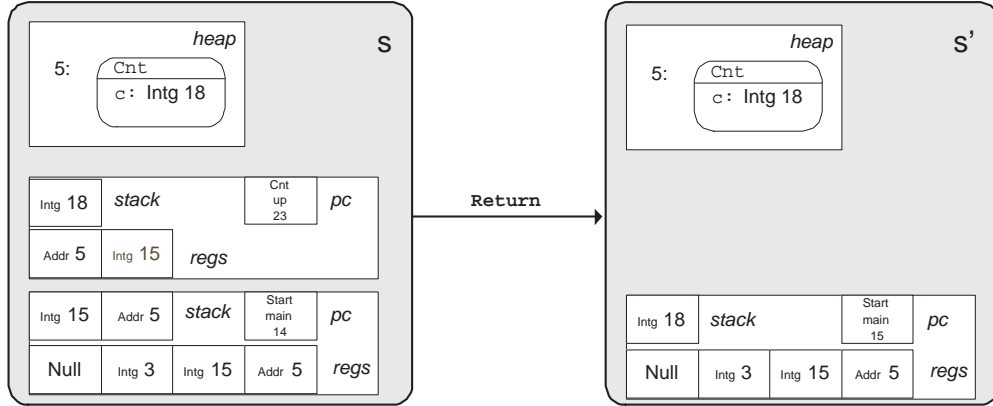 heap
s
5:
Cnt
c: Intg 18
Intg 18
stack
Cnt
up
23
pc
Addr 5
Intg 15
regs
Intg 15
Addr 5
stack
Start
main
14
pc
Null
Intg 3
Intg 15
Addr 5
regs
Return
heap
s'
5:
Cnt
c: Intg 18
Intg 18
stack
Start
main
15
pc
Null
Intg 3
Intg 15
Addr 5
regs